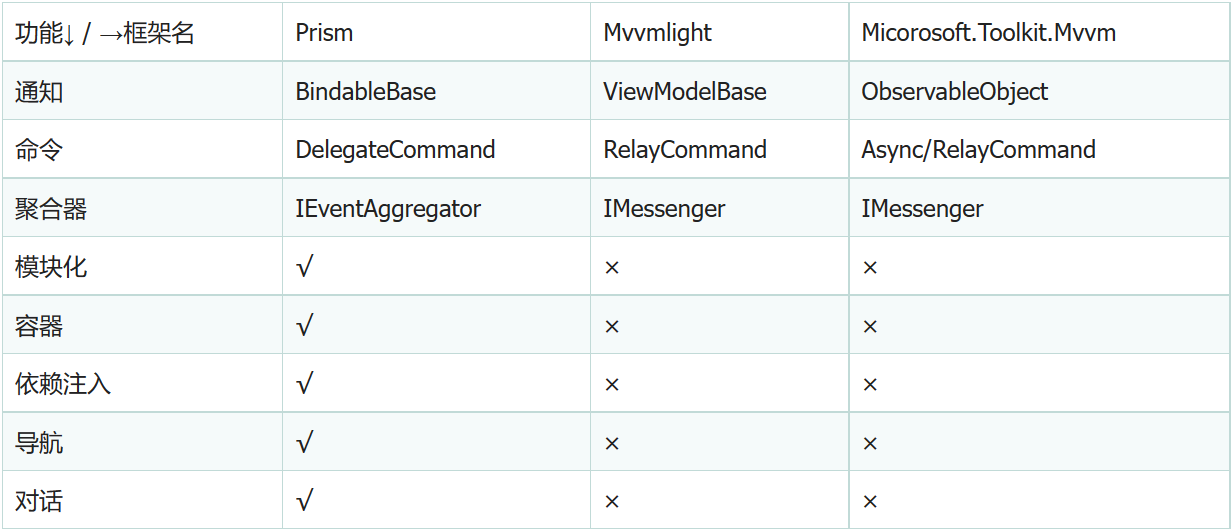 功能↓ / →框架名 Prism Mvvmlight Micorosoft.Toolkit.Mvvm
通知 BindableBase ViewModelBase ObservableObject
命令 DelegateCommand RelayCommand Async/RelayCommand
聚合器 IEventAggregator IMessenger IMessenger
模块化 √ × ×
容器 √ × ×
依赖注入 √ × ×
导航 √ × ×
对话 √ × ×